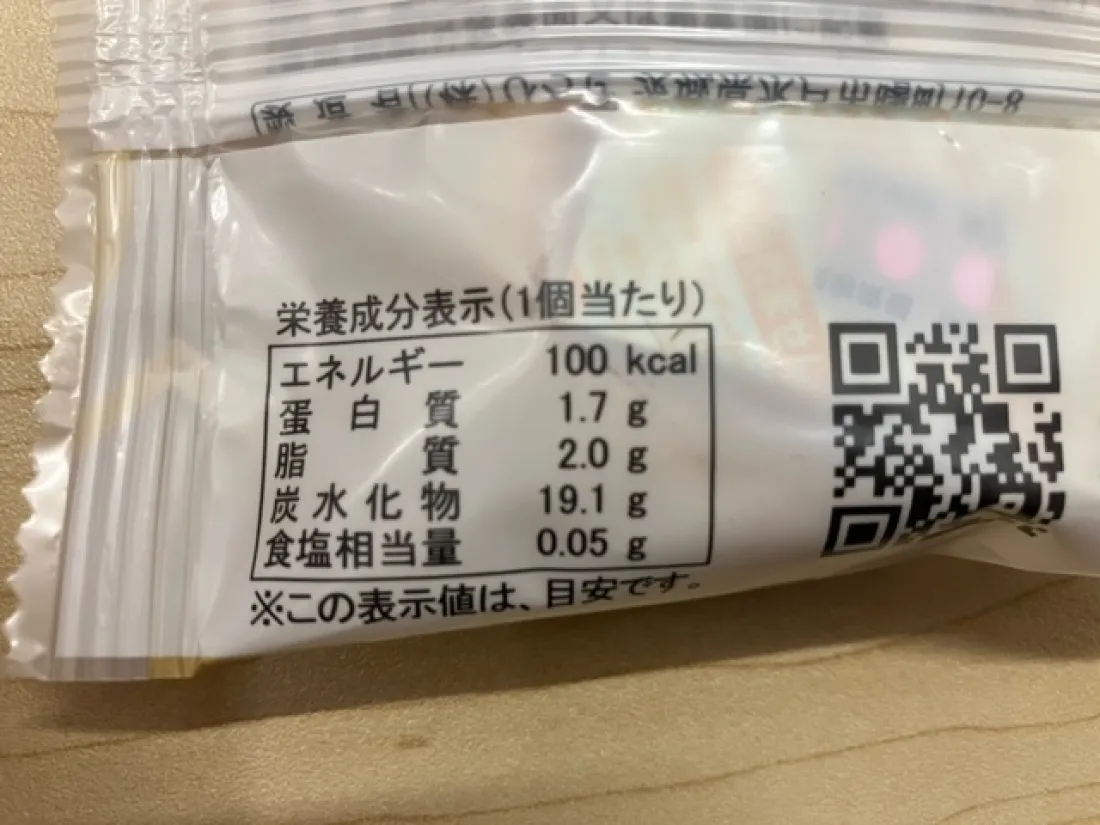 栄養成分表示(1個当たり)
エネルギー 100 kcal
蛋白質 1.7 g
脂質 2.0 g
炭水化物 19.1 g
食塩相当量 0.05 g
※この表示値は、目安です。